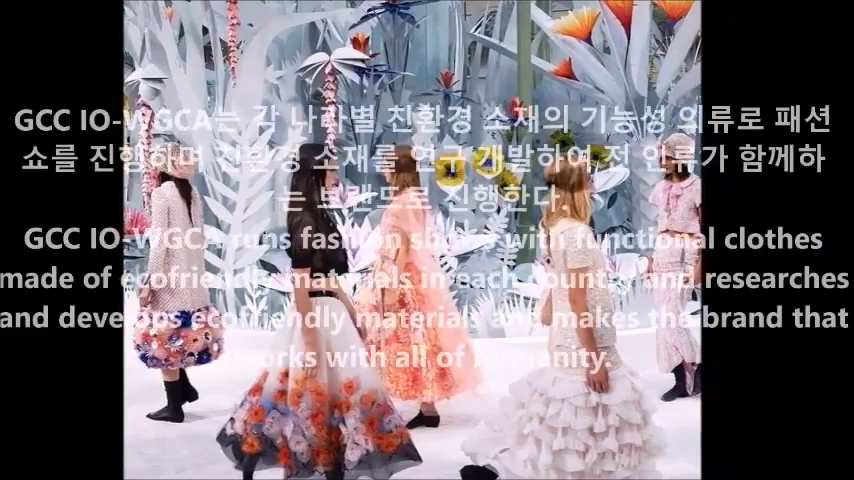 GCC IO-WGCA는 각 나라별 친환경 소재의 기능성 의류로 패션
쇼를 진행하며 친환경 소재를 연구 개발하여 전 인류가 함께하
는 브랜드로 진행한다.
GCC IO-WGCA runs fashion shows with functional clothes
made of ecofriendly materials in each country and researches
and develops ecofriendly materials and makes the brand that
works with all of humanity.